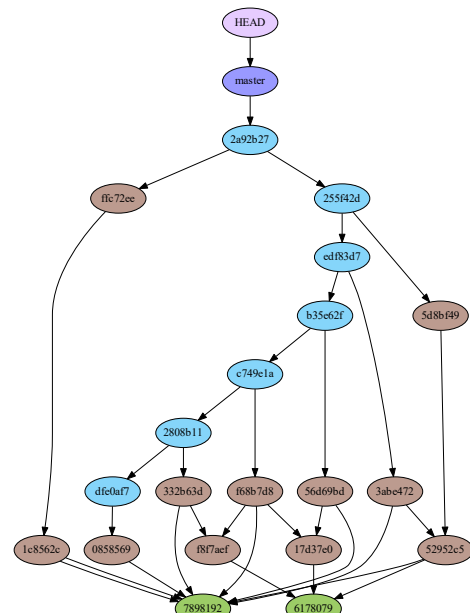 HEAD
master
2a92b27
ffc72ee 255f42d
edf83d7
b35e62f 5d8bf49
c749e1a
2808b11
dfe0af7 332b63d f68b7d8 56d69bd 3abe472
1c8562c 0858569 f8f7aef 17d37e0 52952c5
7898192 6178079